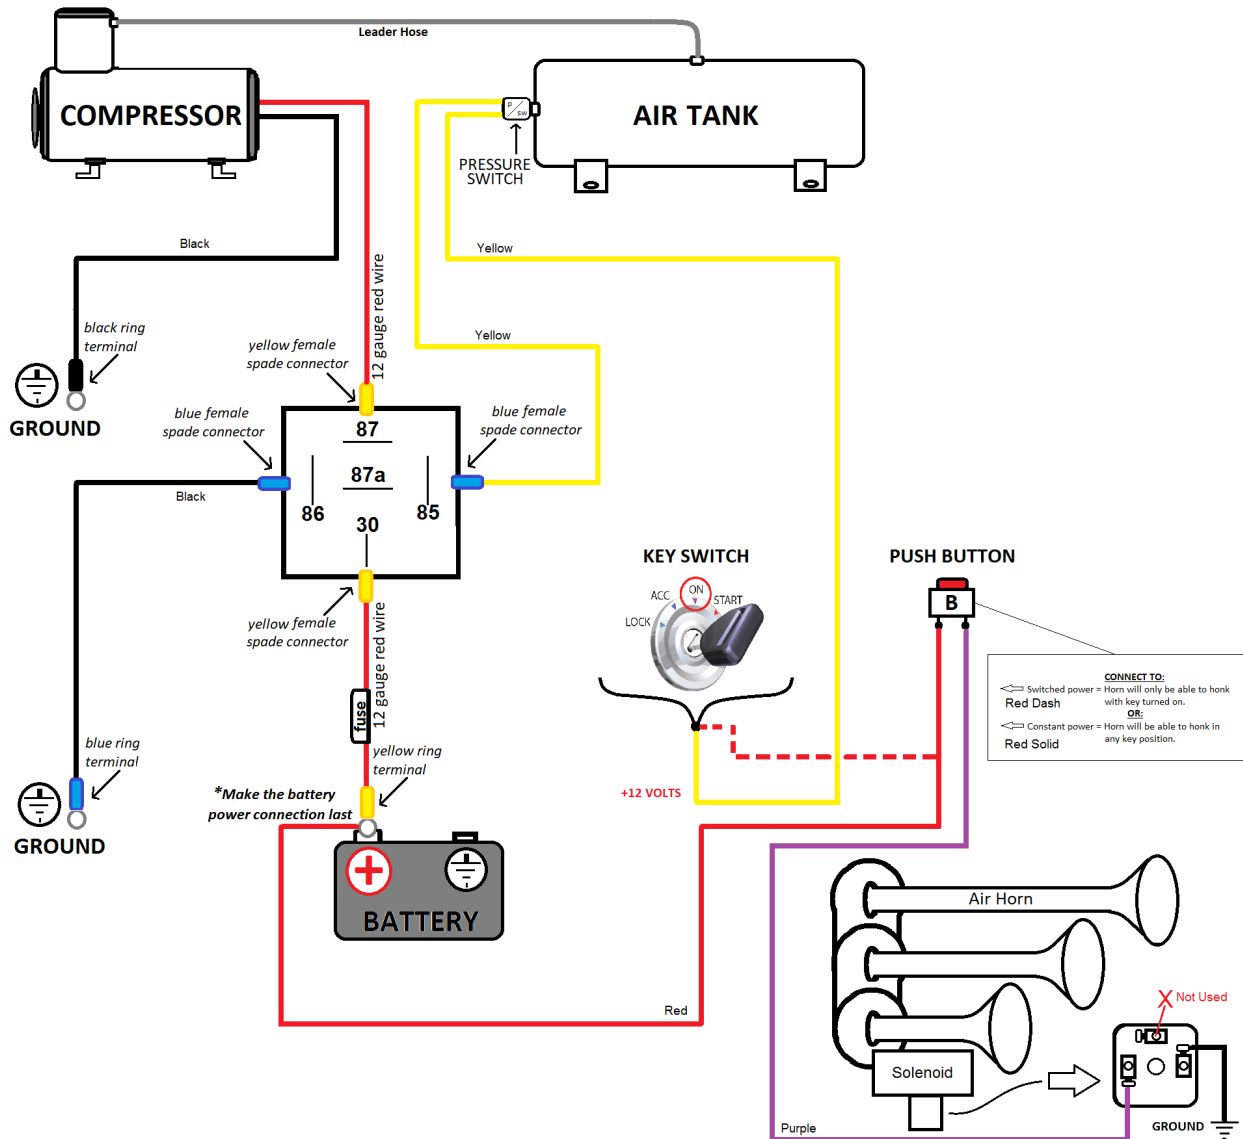 Leader Hose
COMPRESSOR
AIR TANK
P
sw
PRESSURE
SWITCH
Black
Yellow
12 gauge red wire
black ring
terminal
yellow female
spade connector
Yellow
GROUND
blue female
spade connector
blue female
spade connector
87
87a
86
85
30
Black
yellow female
spade connector
12 gauge red wire
fuse
KEY SWITCH
ACC
ON
START
LOCK
PUSH BUTTON
B
CONNECT TO:
Switched power = Horn will only be able to honk
Red Dash
with key turned on.
OR:
Constant power = Horn will be able to honk in
Red Solid
any key position.
blue ring
terminal
yellow ring
terminal
*Make the battery
power connection last
+12 VOLTS
GROUND
+
BATTERY
Air Horn
Red
X Not Used
Solenoid
Purple
GROUND